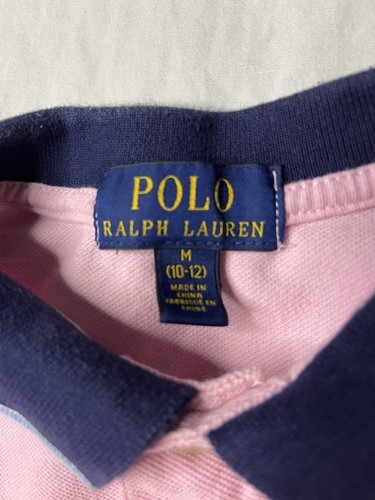 POLO
RALPH LAUREN
M
(10-12)
MADE IN
CHINA
FABRIQUÉ EN
CHINE